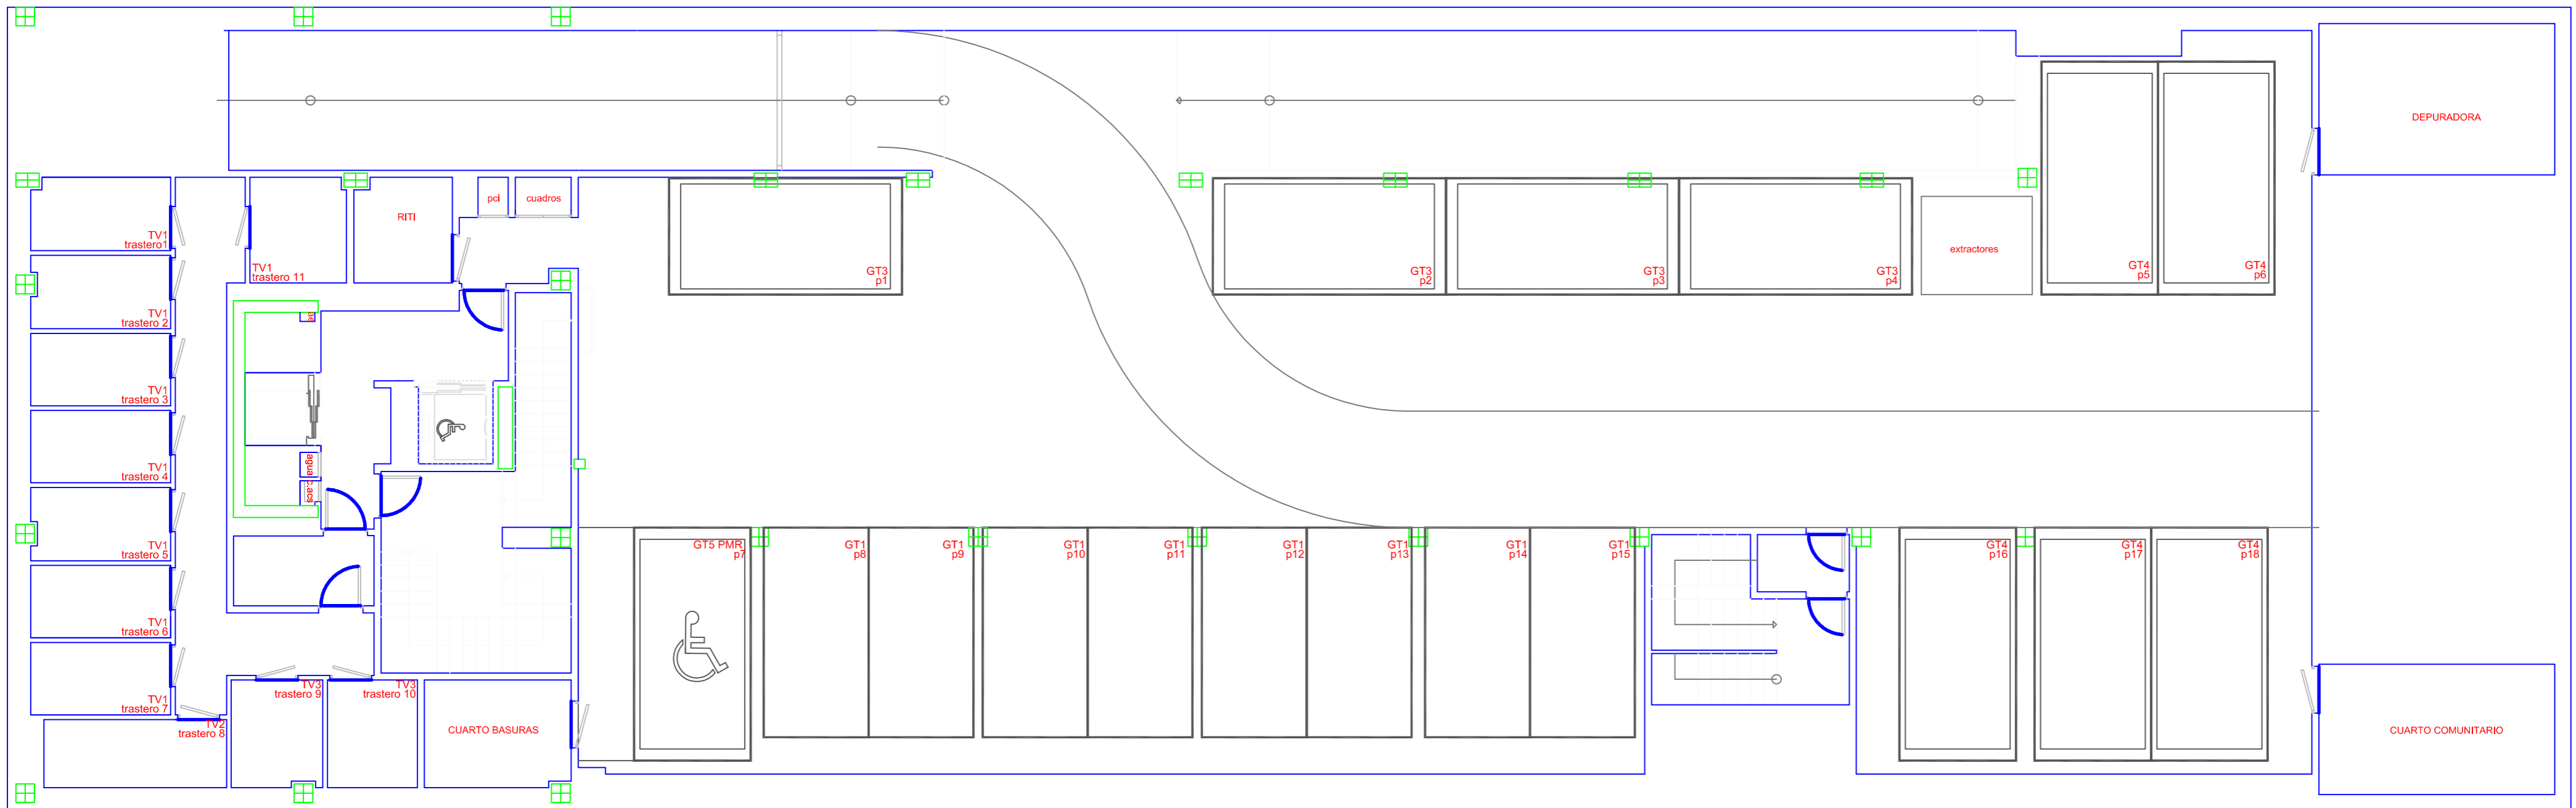 DEPURADORA
pci
cuadros
RITI
TV1
trastero1
TV1
trastero 11
extractores
GT3
p1
GT3
p2
GT3
p3
GT3
p4
GT4
p5
GT4
p6
TV1
trastero 2
TV1
trastero 3
TV1
trastero 4
agua
c.acs
TV1
trastero 5
GT5 PMR
p7
GT1
p8
GT1
p9
GT1
p10
GT1
p11
GT1
p12
GT1
p13
GT1
p14
GT1
p15
GT4
p16
GT4
p17
GT4
p18
TV1
trastero 6
TV1
trastero 7
TV2
trastero 8
TV3
trastero 9
TV3
trastero 10
CUARTO BASURAS
CUARTO COMUNITARIO